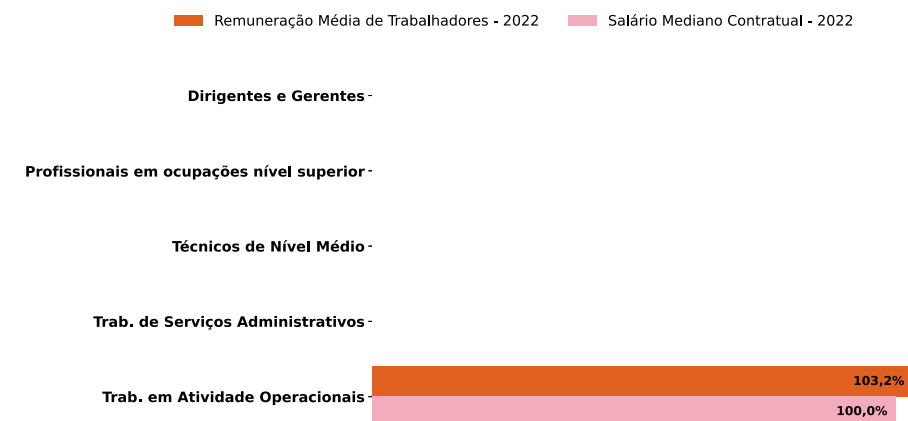 Remuneração Média de Trabalhadores - 2022 Salário Mediano Contratual - 2022
Dirigentes e Gerentes
Profissionais em ocupações nível superior
Técnicos de Nível Médio
Trab. de Serviços Administrativos
103,2%
Trab. em Atividade Operacionais
100,0%